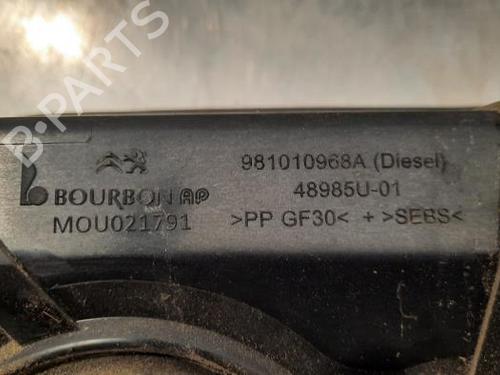 B-PARTS
981010968A (Diesel)
BOURBON AP
48985U-01
MOU021791
>PP GF30< + >SEBS<